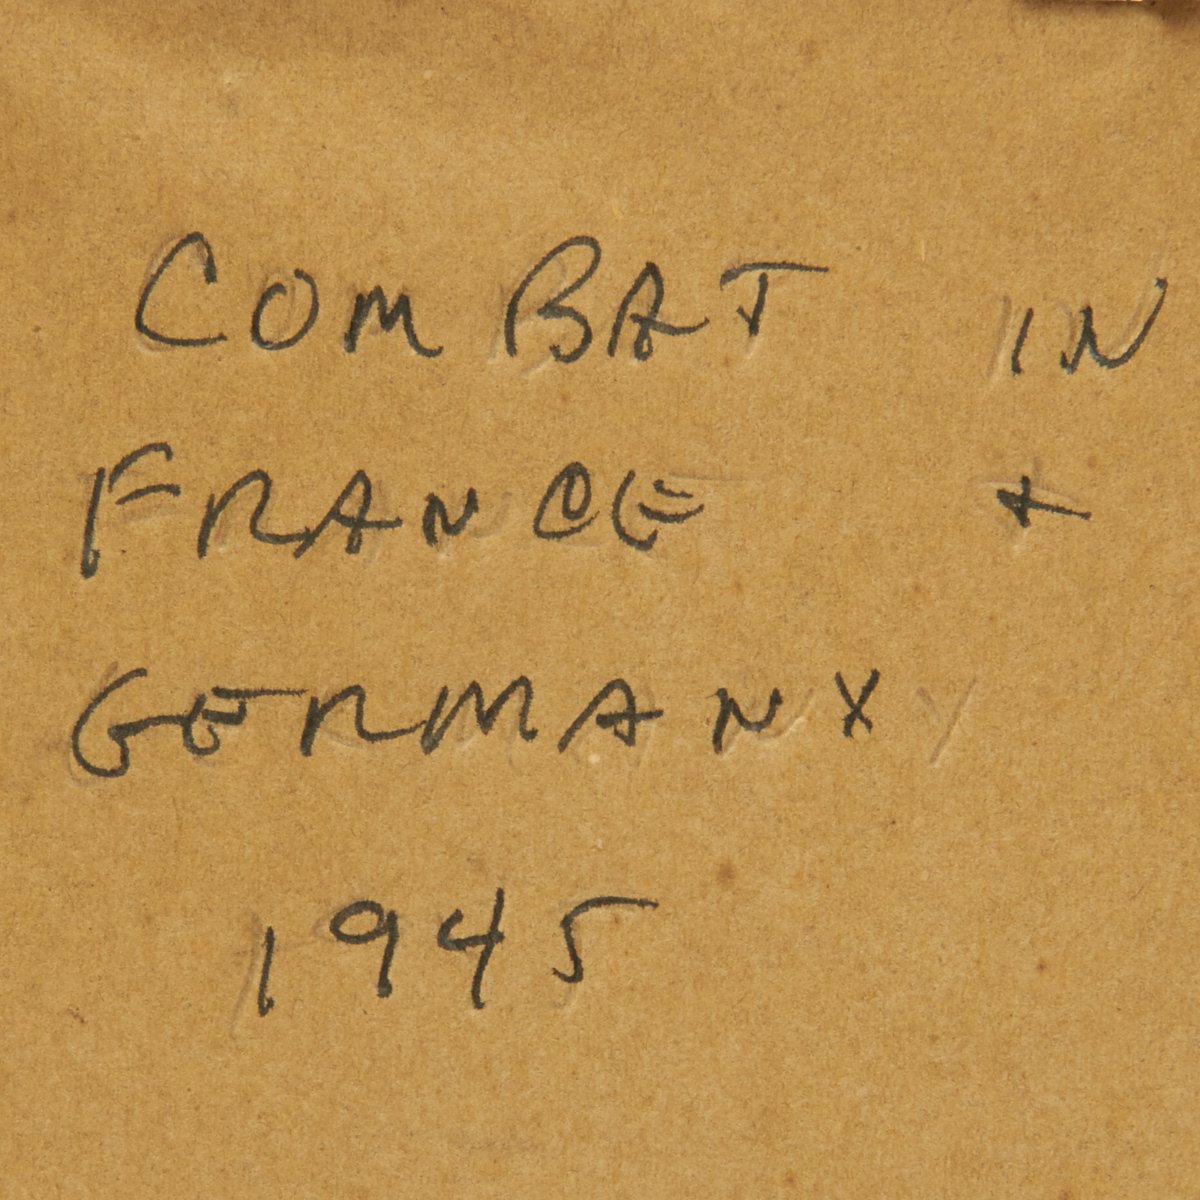 COMBAT IN
FRANCE +
GERMANY
1945